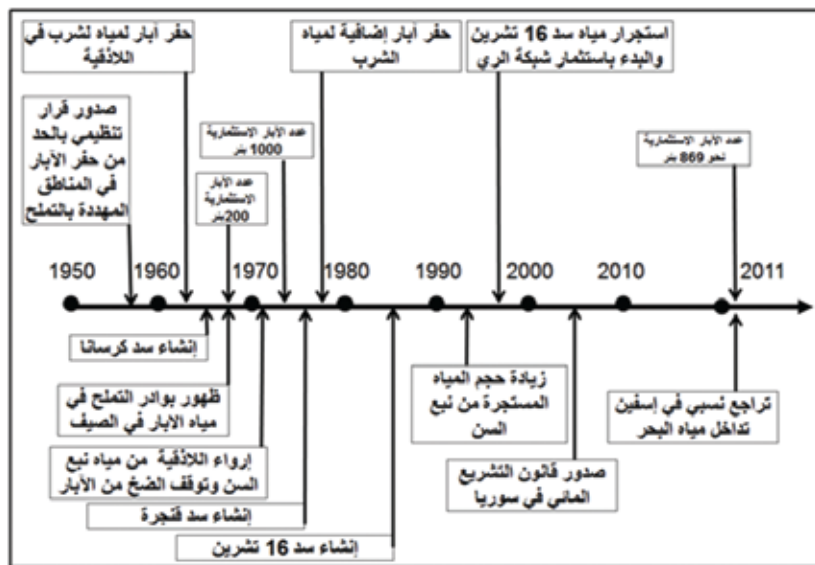 حفر آبار لمياه لشرب في
اللاذقية
حفر آبار إضافية لمياه
الشرب
استجرار مياه سد 16 تشرين
والبدء باستثمار شبكة الري
صدور قرار
تنظيمي بالحد
من حفر الآبار
في المناطق
المهددة بالتملح
عدد الآبار الاستثمارية
1000 بئر
عدد الآبار
الاستثمارية
200بئر
عدد الآبار الاستثمارية
نحو 869 بئر
1950 1960 1970 1980 1990 2000 2010 2011
إنشاء سد كرسانا
ظهور بوادر التملح في
مياه الآبار في الصيف
إرواء اللاذقية من مياه نبع
السن وتوقف الضخ من الآبار
إنشاء سد قنجرة
إنشاء سد 16 تشرين
زيادة حجم المياه
المستجرة من نبع
السن
صدور قانون التشريع
المائي في سوريا
تراجع نسبي في إسفين
تداخل مياه البحر